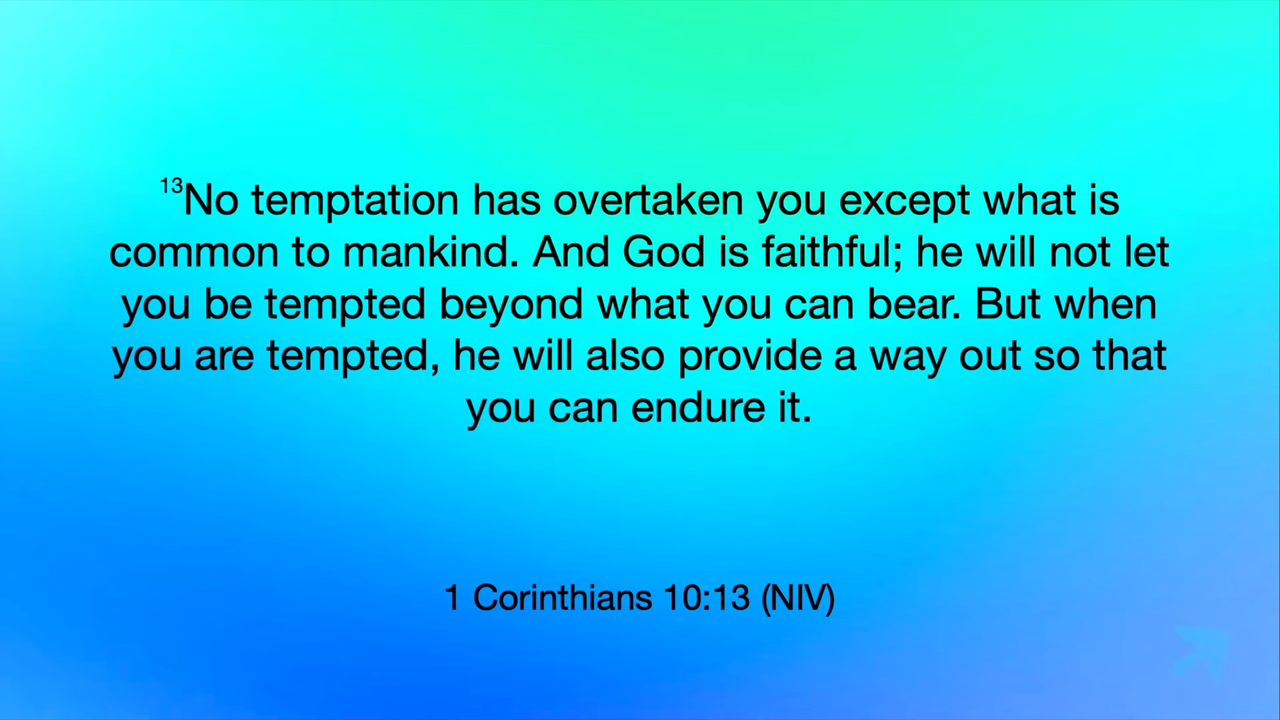 13No temptation has overtaken you except what is
common to mankind. And God is faithful; he will not let
you be tempted beyond what you can bear. But when
you are tempted, he will also provide a way out so that
you can endure it.
1 Corinthians 10:13 (NIV)